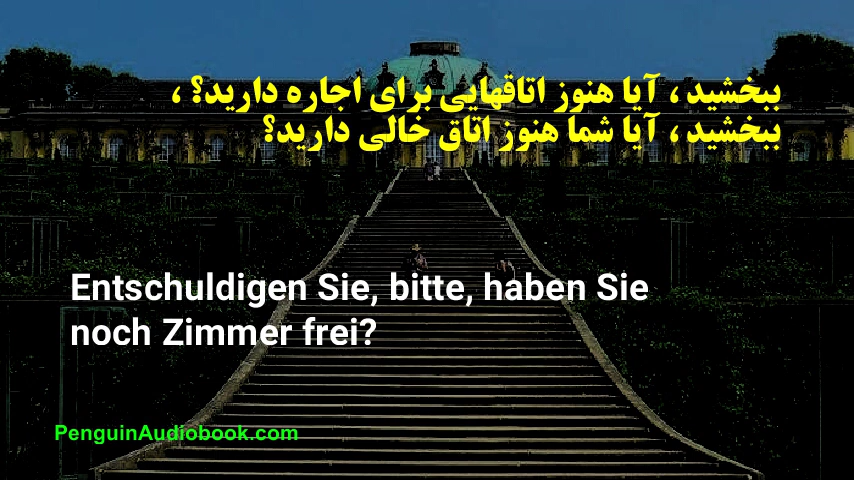 ببخشید ، آیا هنوز اتاقهایی برای اجاره دارید؟ ،
ببخشید ، آیا شما هنوز اتاق خالی دارید؟
Entschuldigen Sie, bitte, haben Sie
noch Zimmer frei?
PenguinAudiobook.com